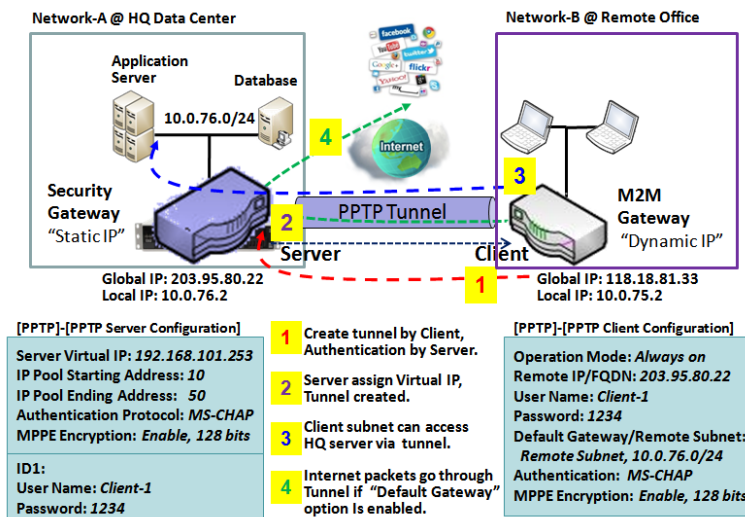 Network-A @ HQ Data Center
Network-B @ Remote Office
Application
Server
Database
10.0.76.0/24
facebook
YouTube
twitter
Google+
flickr
YAHOO!
my
4
Internet
3
Security
Gateway
"Static IP"
2
PPTP Tunnel
M2M
Gateway
"Dynamic IP"
Server
Client
1
Global IP: 203.95.80.22
Local IP: 10.0.76.2
Global IP: 118.18.81.33
Local IP: 10.0.75.2
[PPTP]-[PPTP Server Configuration]
Server Virtual IP: 192.168.101.253
IP Pool Starting Address: 10
IP Pool Ending Address: 50
Authentication Protocol: MS-CHAP
MPPE Encryption: Enable, 128 bits
ID1:
User Name: Client-1
Password: 1234
1 Create tunnel by Client,
Authentication by Server.
2 Server assign Virtual IP,
Tunnel created.
3 Client subnet can access
HQ server via tunnel.
4 Internet packets go through
Tunnel if "Default Gateway"
option Is enabled.
[PPTP]-[PPTP Client Configuration]
Operation Mode: Always on
Remote IP/FQDN: 203.95.80.22
User Name: Client-1
Password: 1234
Default Gateway/Remote Subnet:
Remote Subnet, 10.0.76.0/24
Authentication: MS-CHAP
MPPE Encryption: Enable, 128 bits